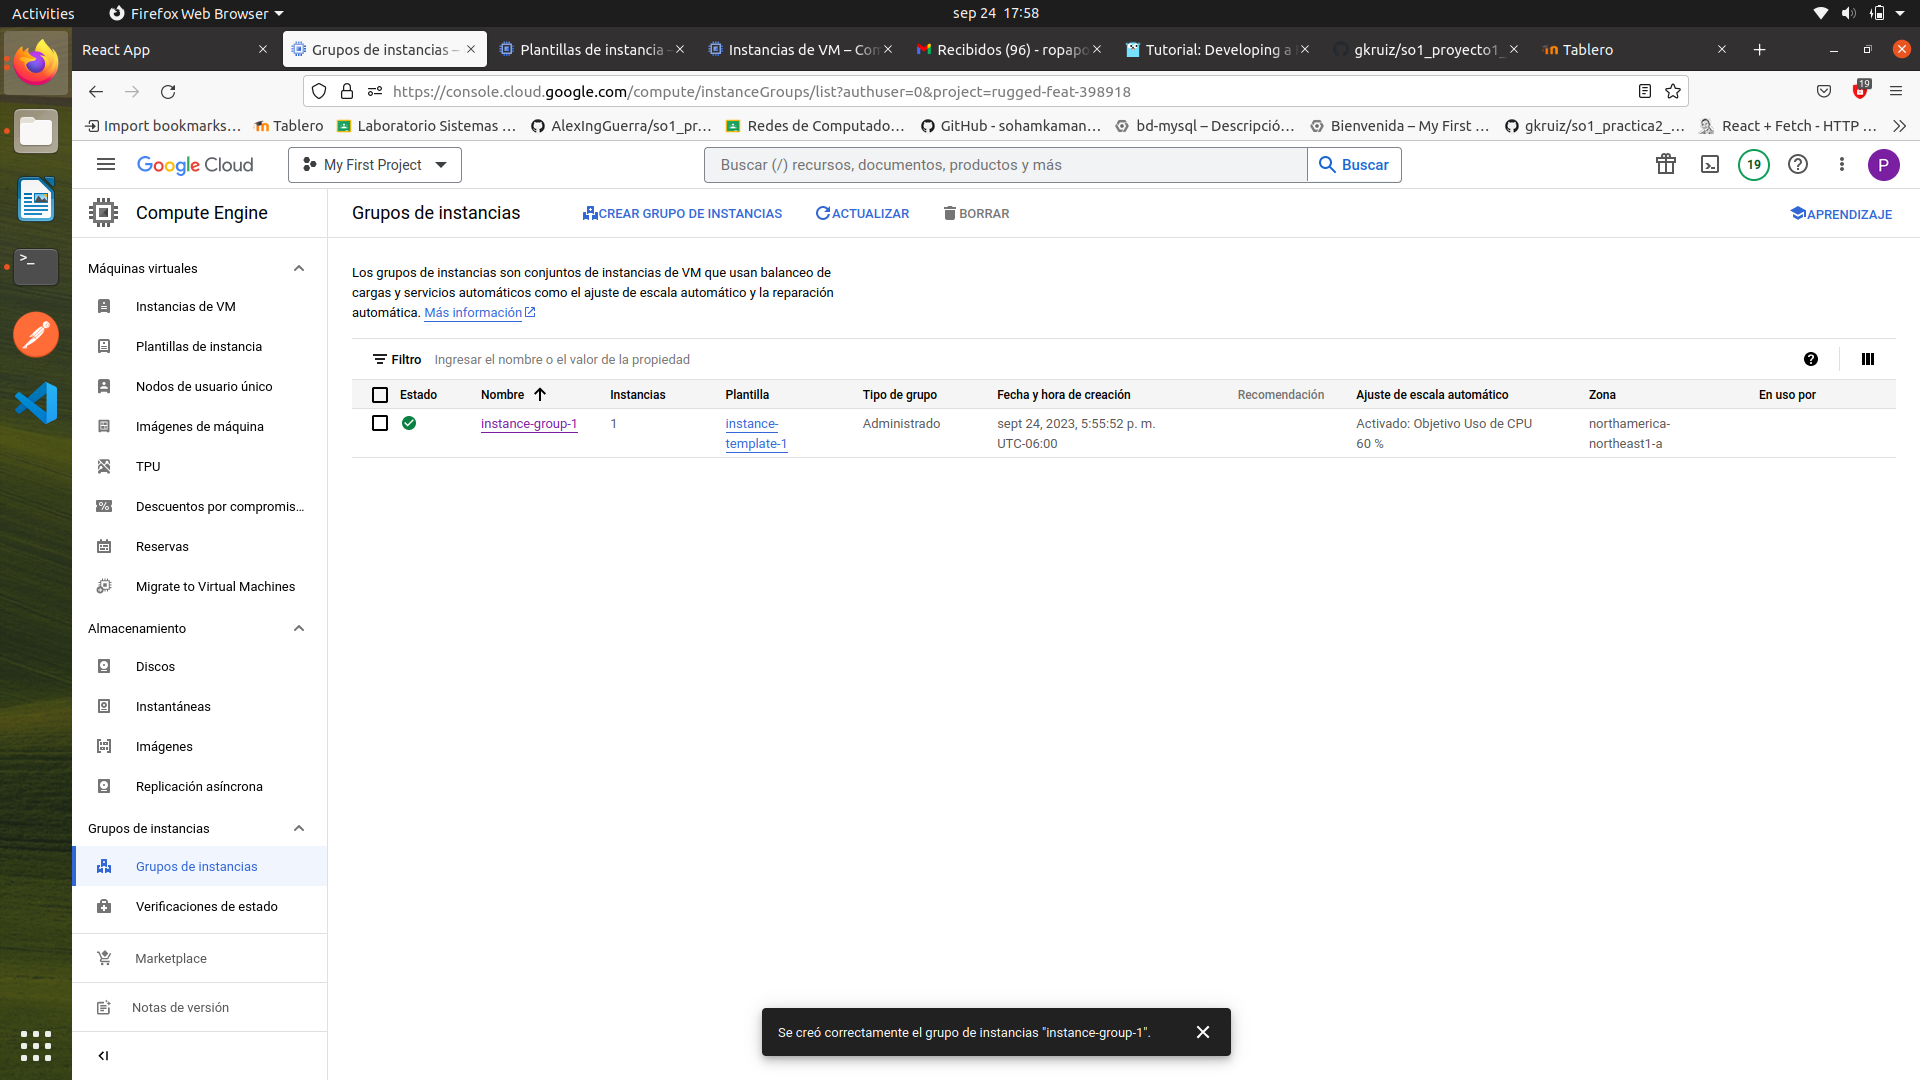 Activities
Firefox Web Browser
sep 24 17:58
React App
Grupos de instancias –
Plantillas de instancia
Instancias de VM – Con
Recibidos (96) - ropapo
Tutorial: Developing a
gkruiz/so1_proyecto1_
Tablero
https://console.cloud.google.com/compute/instanceGroups/list?authuser=0&project=rugged-feat-398918
19
Import bookmarks...
Tablero
Laboratorio Sistemas ...
AlexIngGuerra/so1_pr...
Redes de Computado...
GitHub - sohamkaman...
bd-mysql – Descripció...
Bienvenida – My First ...
gkruiz/so1_practica2_...
React + Fetch - HTTP ...
Google Cloud
My First Project
Buscar (/) recursos, documentos, productos y más
Buscar
19
P
Compute Engine
Grupos de instancias
CREAR GRUPO DE INSTANCIAS
ACTUALIZAR
BORRAR
APRENDIZAJE
Máquinas virtuales
Instancias de VM
Plantillas de instancia
Nodos de usuario único
Imágenes de máquina
TPU
Descuentos por compromis...
Reservas
Migrate to Virtual Machines
Almacenamiento
Discos
Instantáneas
Imágenes
Replicación asíncrona
Grupos de instancias
Grupos de instancias
Verificaciones de estado
Marketplace
Notas de versión
Los grupos de instancias son conjuntos de instancias de VM que usan balanceo de
cargas y servicios automáticos como el ajuste de escala automático y la reparación
automática. Más información
Filtro
Ingresar el nombre o el valor de la propiedad
Estado
Nombre
Instancias
Plantilla
Tipo de grupo
Fecha y hora de creación
Recomendación
Ajuste de escala automático
Zona
En uso por
instance-group-1
1
instance-
template-1
Administrado
sept 24, 2023, 5:55:52 p. m.
UTC-06:00
Activado: Objetivo Uso de CPU
60 %
northamerica-
northeast1-a
Se creó correctamente el grupo de instancias "instance-group-1".